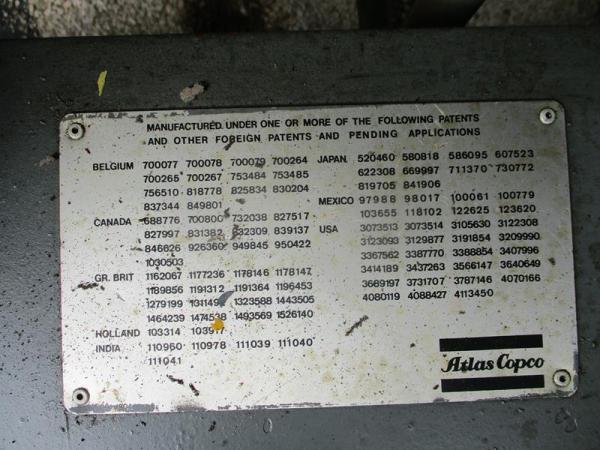 MANUFACTURED UNDER ONE OR MORE OF THE FOLLOWING PATENTS
AND OTHER FOREIGN PATENTS AND PENDING APPLICATIONS
BELGIUM 700077 700078 700079 700264
700265 700267 753484 753485
756510 818778 825834 830204
837344 849801
CANADA 688776 700800 732038 827517
827997 831382 832309 839137
846626 926360 949845 950422
1030503
GR. BRIT 1162067 1177236 1178146 1178147
1189856 1191312 1191364 1196453
1279199 1323588 1443505
1464239 1474538 1493569 1526140
HOLLAND 103314
INDIA 110960 110978 111039 111040
111041
JAPAN 520460 580818 586095 607523
622308 669997 711370 730772
819705 841906
MEXICO 97988 98017 100061 100779
103655 118102 122625 123620
USA 3073513 3073514 3105630 3122308
3123093 3129877 3191854 3209990
3367562 3387770 3388854 3407996
3414189 3437263 3566147 3640649
3669197 3731707 3787146 4070166
4080119 4088427 4113450
Atlas Copco